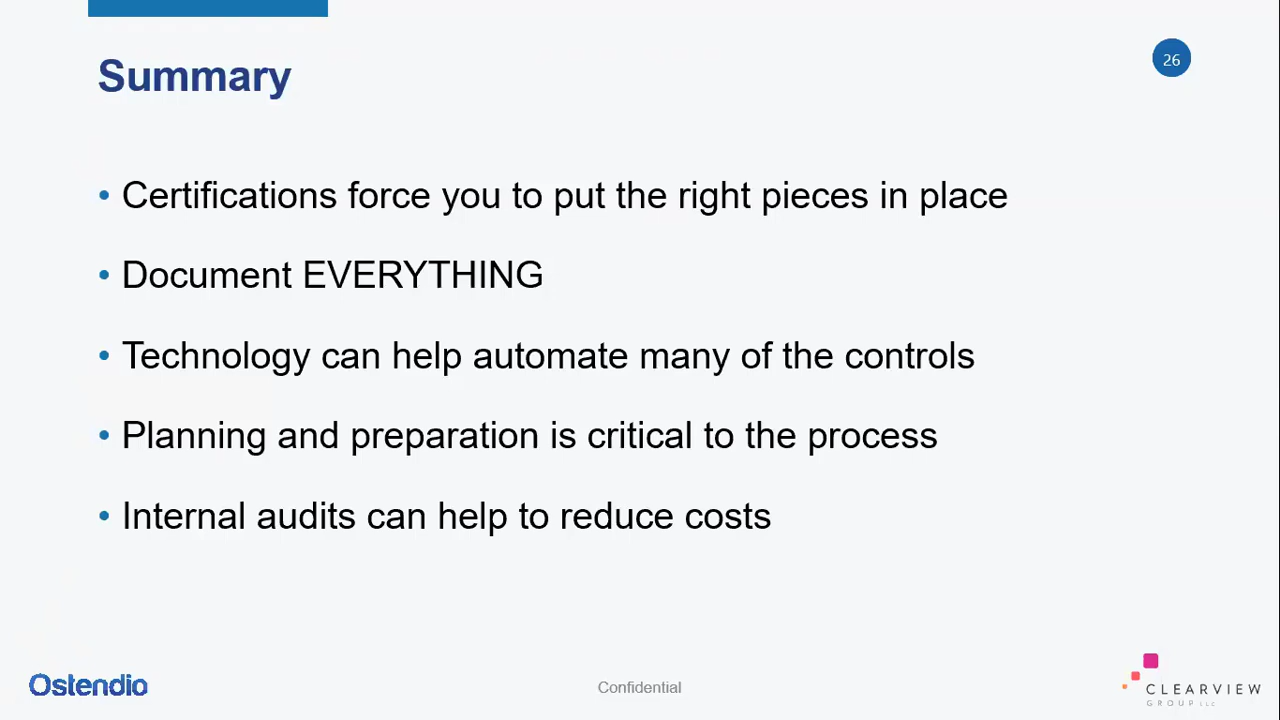 Summary
26
• Certifications force you to put the right pieces in place
• Document EVERYTHING
• Technology can help automate many of the controls
• Planning and preparation is critical to the process
• Internal audits can help to reduce costs
Ostendio
Confidential
CLEARVIEW
GROUP LLC